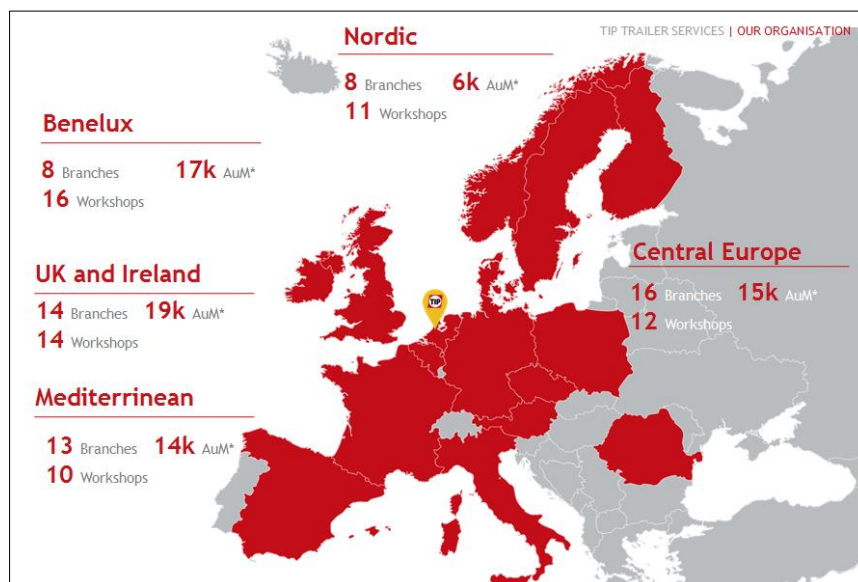 TIP TRAILER SERVICES | OUR ORGANISATION
Nordic
8 Branches 6k AuM*
11 Workshops
Benelux
8 Branches 17k AuM*
16 Workshops
UK and Ireland
14 Branches 19k AuM*
14 Workshops
TIP
Central Europe
16 Branches 15k AuM*
12 Workshops
Mediterrinean
13 Branches 14k AuM*
10 Workshops